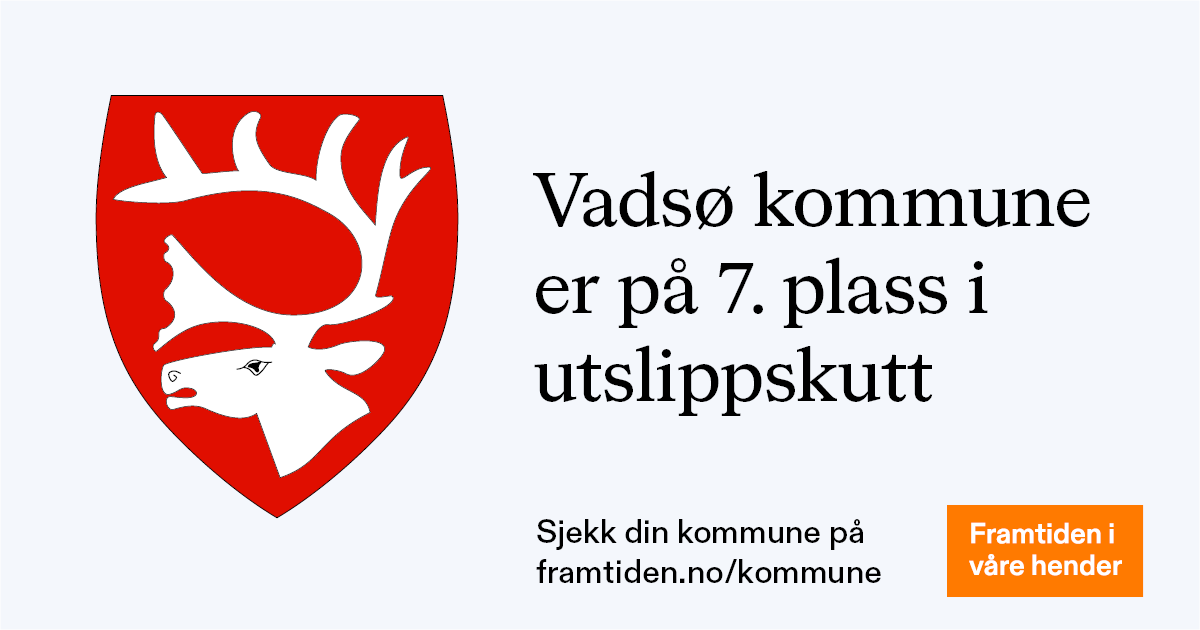 Vadsø kommune
er på 7. plass i
utslippskutt
Sjekk din kommune på
framtiden.no/kommune
Framtiden i
våre hender